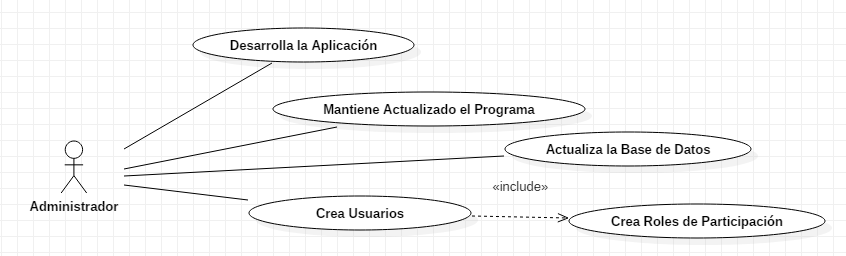 Desarrolla la Aplicación
Mantiene Actualizado el Programa
Actualiza la Base de Datos
«include»
Administrador
Crea Usuarios
Crea Roles de Participación